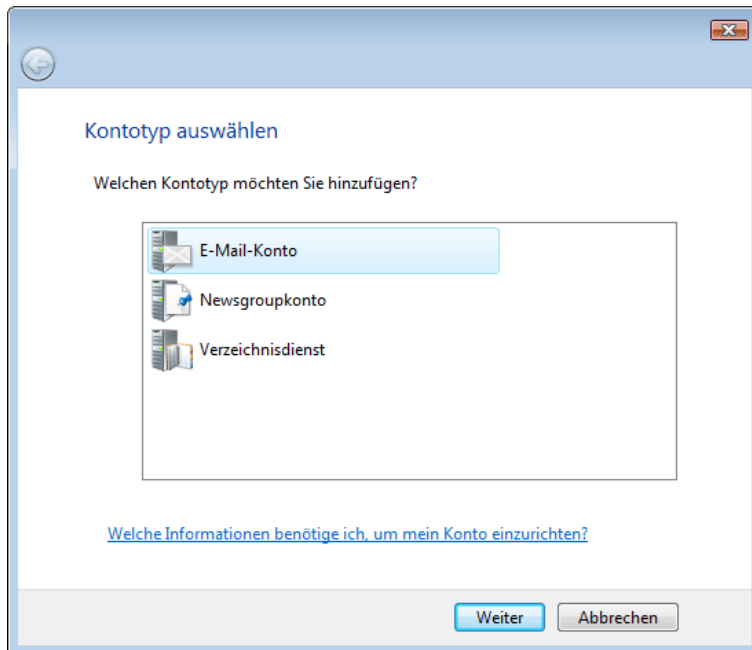 Kontotyp auswählen
Welchen Kontotyp möchten Sie hinzufügen?
E-Mail-Konto
Newsgroupkonto
Verzeichnisdienst
Welche Informationen benötige ich, um mein Konto einzurichten?
Weiter Abbrechen